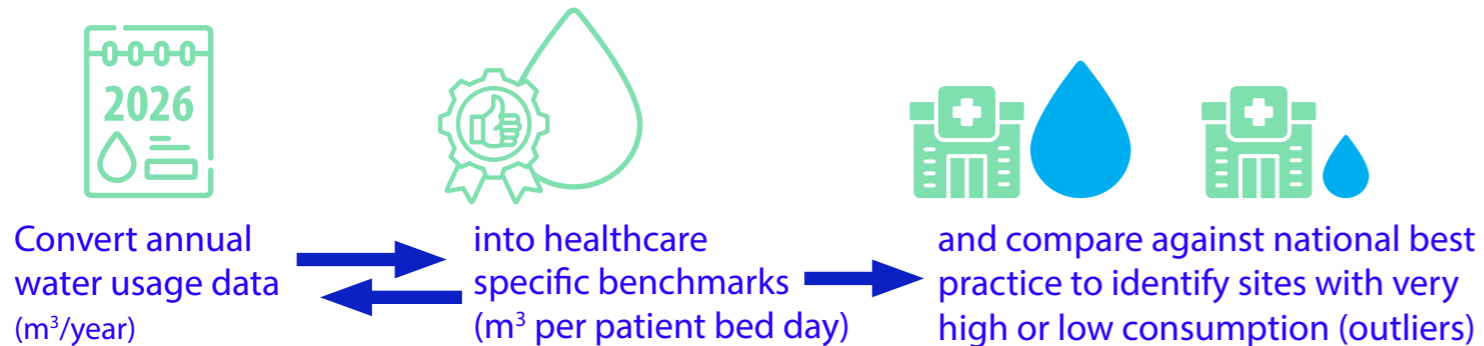 2026
Convert annual
water usage data
(m³/year)
into healthcare
specific benchmarks
(m³ per patient bed day)
and compare against national best
practice to identify sites with very
high or low consumption (outliers)